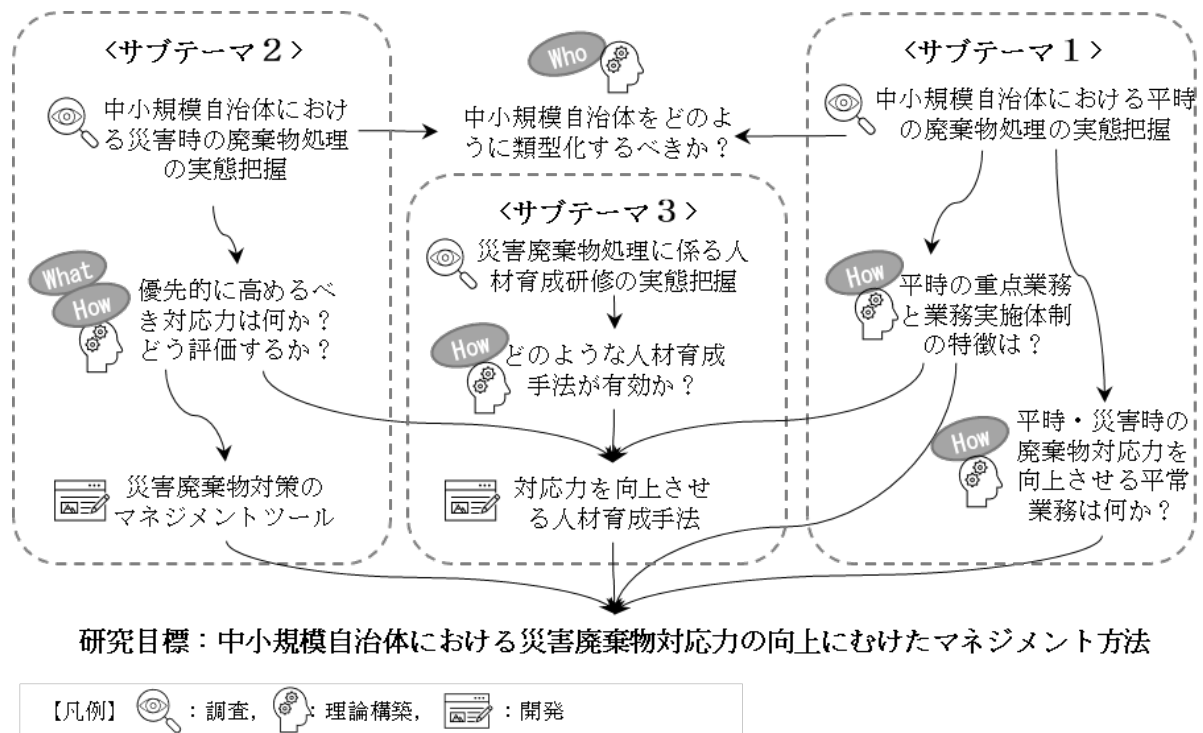 <サブテーマ２>
中小規模自治体におけ
る災害時の廃棄物処理
の実態把握
What
How
優先的に高めるべ
き対応力は何か？
どう評価するか？
災害廃棄物対策の
マネジメントツール
Who
中小規模自治体をどのよ
うに類型化するべきか？
<サブテーマ３>
災害廃棄物処理に係る人
材育成研修の実態把握
How
どのような人材育成
手法が有効か？
対応力を向上させ
る人材育成手法
<サブテーマ１>
中小規模自治体における平時
の廃棄物処理の実態把握
How
平時の重点業務
と業務実施体制
の特徴は？
How
平時・災害時の
廃棄物対応力を
向上させる平常
業務は何か？
研究目標：中小規模自治体における災害廃棄物対応力の向上にむけたマネジメント方法
【凡例】 ：調査， ：理論構築， ：開発